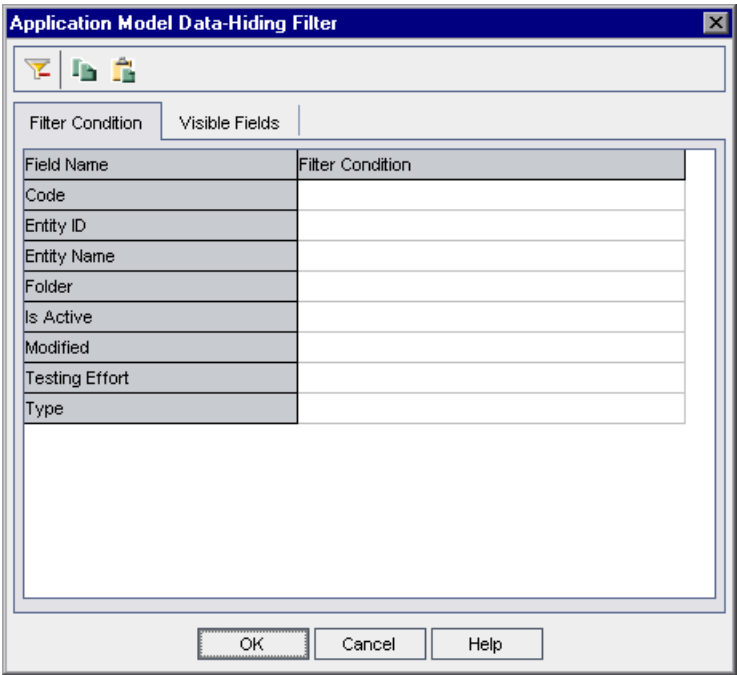 Application Model Data-Hiding Filter
Filter Condition Visible Fields
Field Name Filter Condition
Code
Entity ID
Entity Name
Folder
Is Active
Modified
Testing Effort
Type
OK Cancel Help